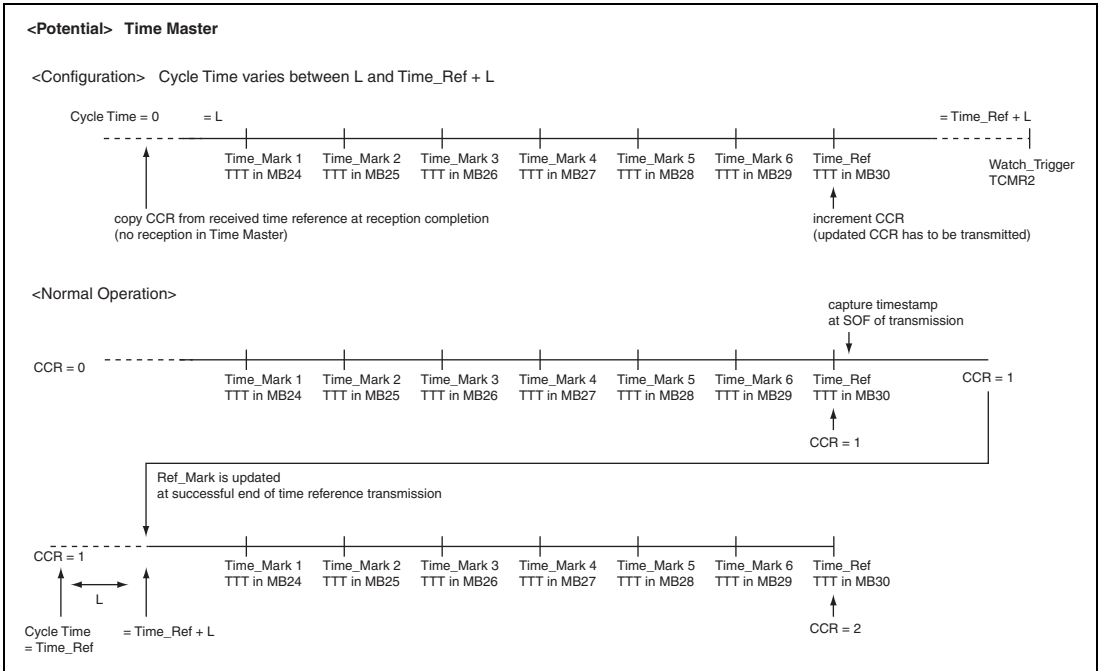 <Potential> Time Master
<Configuration> Cycle Time varies between L and Time_Ref + L
Cycle Time = 0
= L
= Time_Ref + L
Time_Mark 1 Time_Mark 2 Time_Mark 3 Time_Mark 4 Time_Mark 5 Time_Mark 6 Time_Ref
TTT in MB24 TTT in MB25 TTT in MB26 TTT in MB27 TTT in MB28 TTT in MB29 TTT in MB30
Watch_Trigger
TCMR2
copy CCR from received time reference at reception completion
(no reception in Time Master)
increment CCR
(updated CCR has to be transmitted)
<Normal Operation>
capture timestamp
at SOF of transmission
CCR = 0
Time_Mark 1 Time_Mark 2 Time_Mark 3 Time_Mark 4 Time_Mark 5 Time_Mark 6 Time_Ref
TTT in MB24 TTT in MB25 TTT in MB26 TTT in MB27 TTT in MB28 TTT in MB29 TTT in MB30
CCR = 1
CCR = 1
Ref_Mark is updated
at successful end of time reference transmission
CCR = 1
Time_Mark 1 Time_Mark 2 Time_Mark 3 Time_Mark 4 Time_Mark 5 Time_Mark 6 Time_Ref
TTT in MB24 TTT in MB25 TTT in MB26 TTT in MB27 TTT in MB28 TTT in MB29 TTT in MB30
L
Cycle Time
= Time_Ref
= Time_Ref + L
CCR = 2